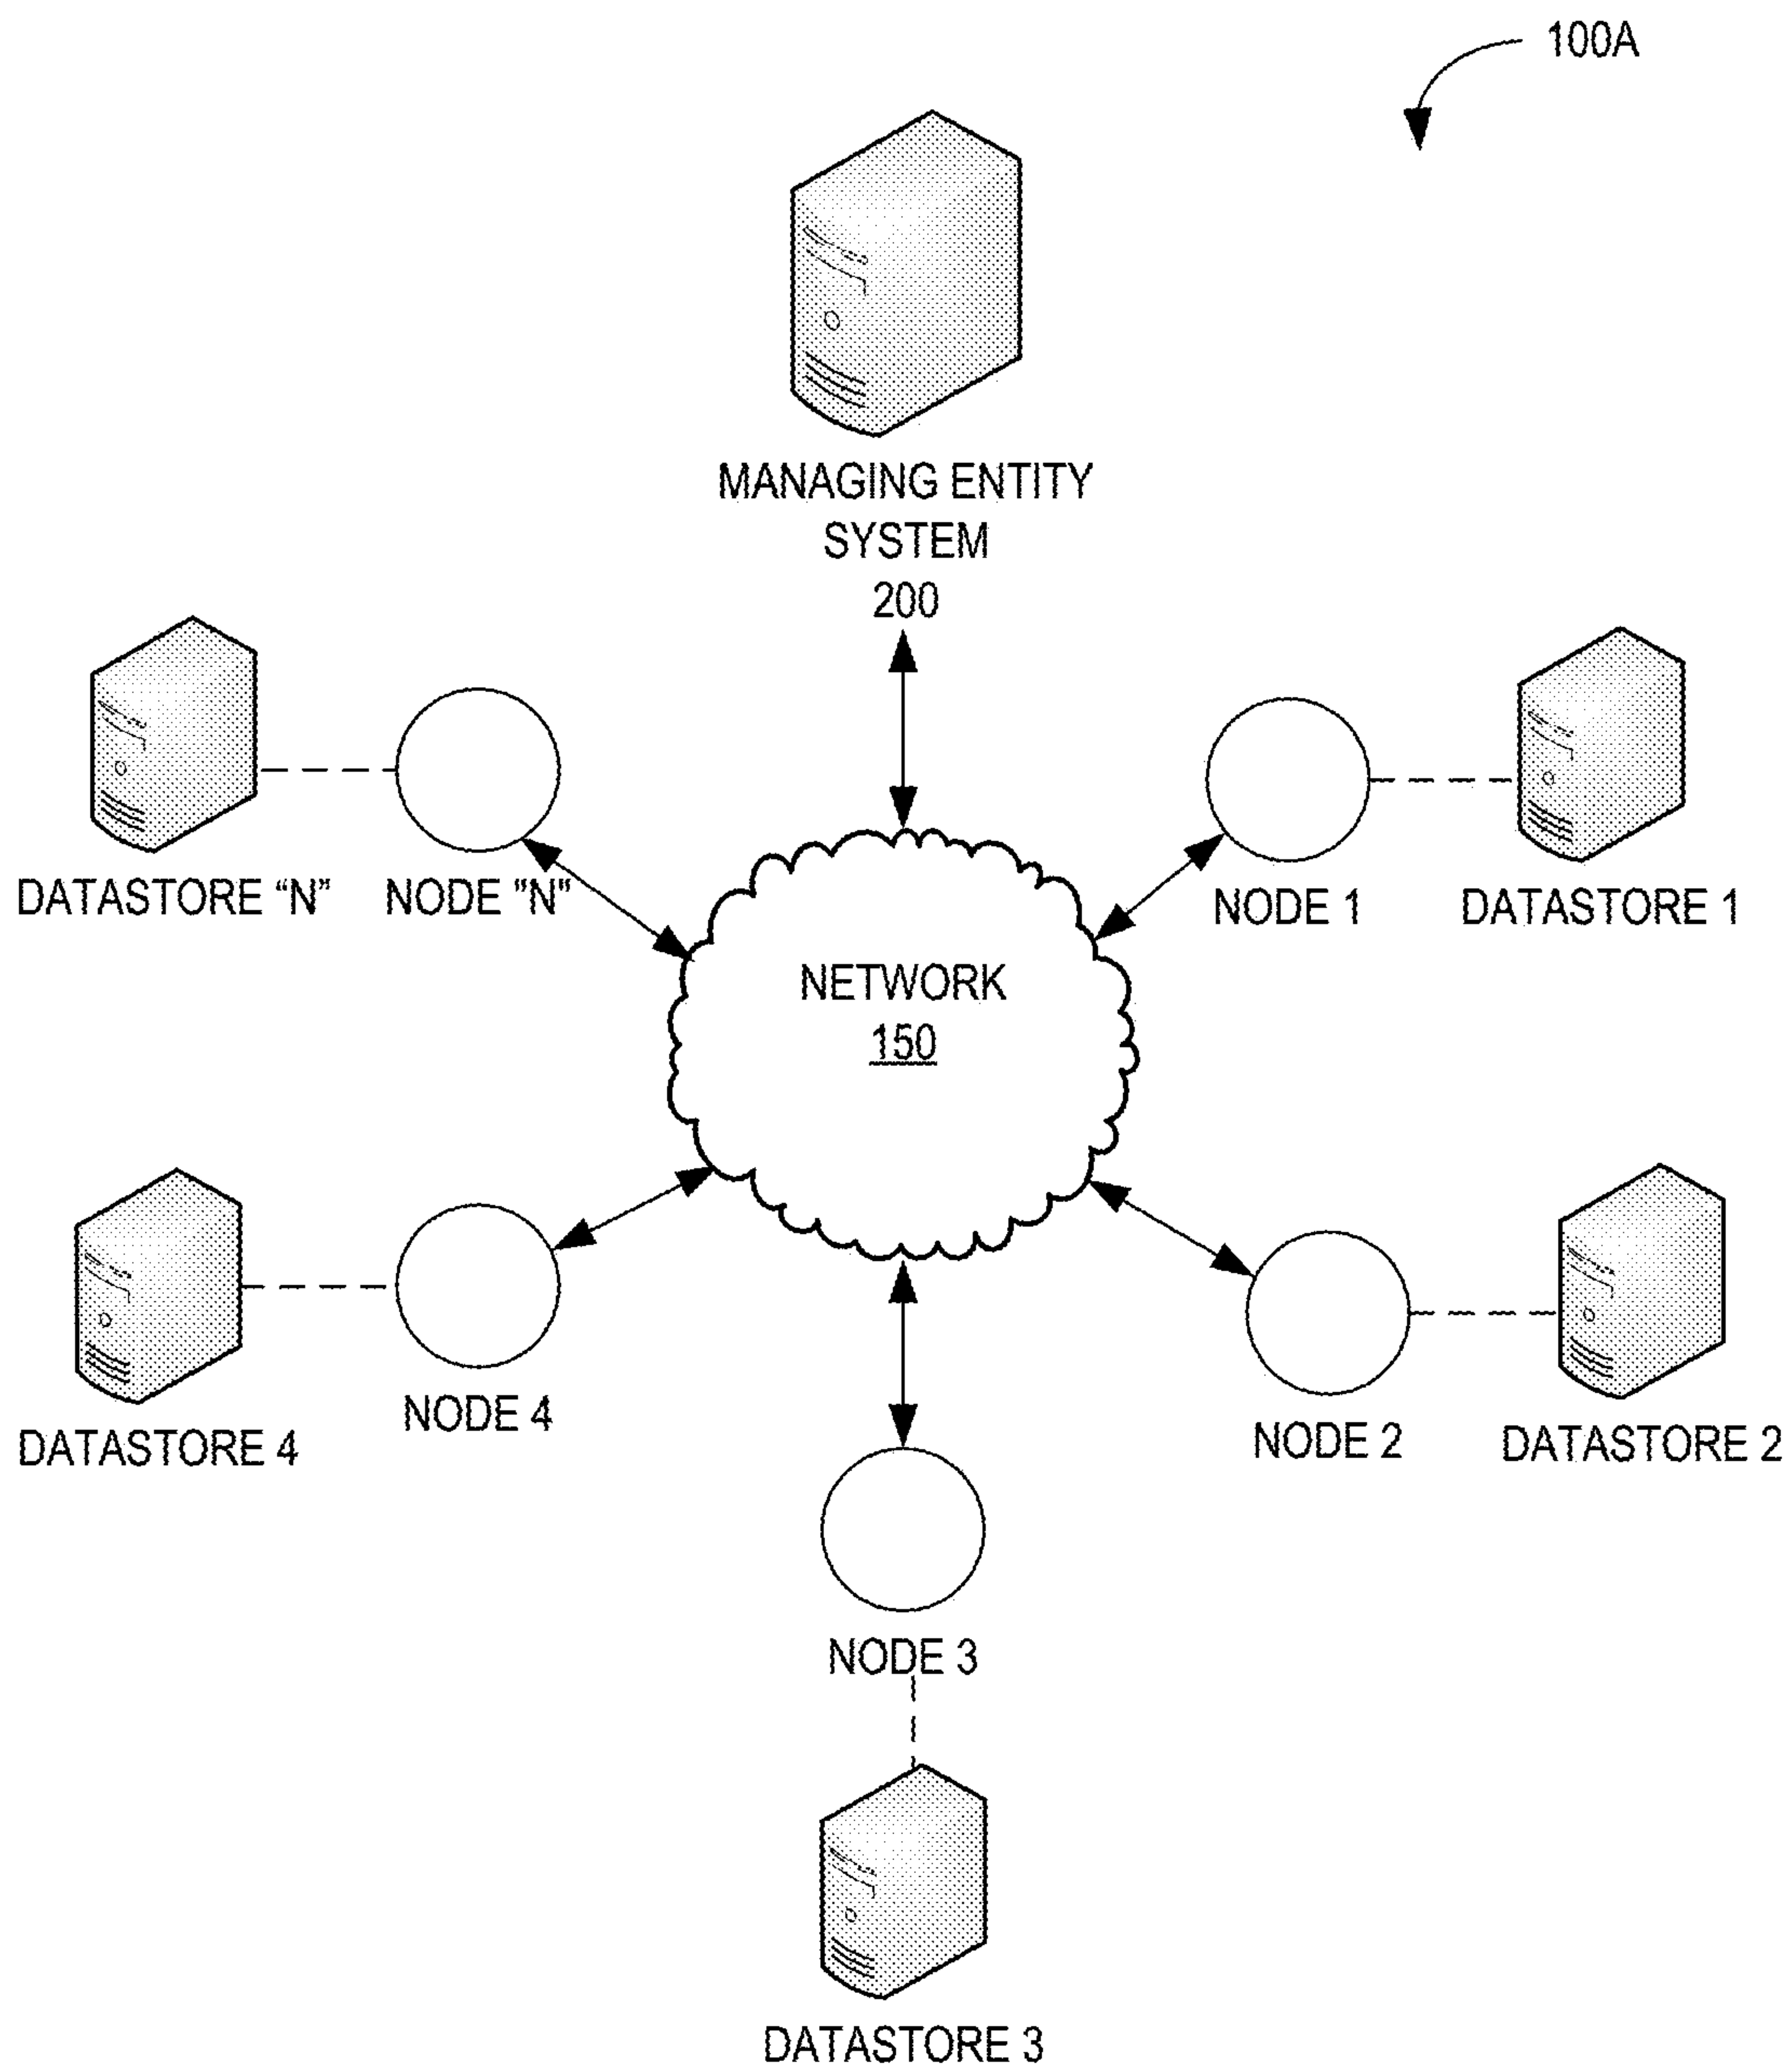 100A
MANAGING ENTITY
SYSTEM
200
DATASTORE “N”
NODE "N"
NODE 1
DATASTORE 1
NETWORK
150
DATASTORE 4
NODE 4
NODE 2
DATASTORE 2
NODE 3
DATASTORE 3